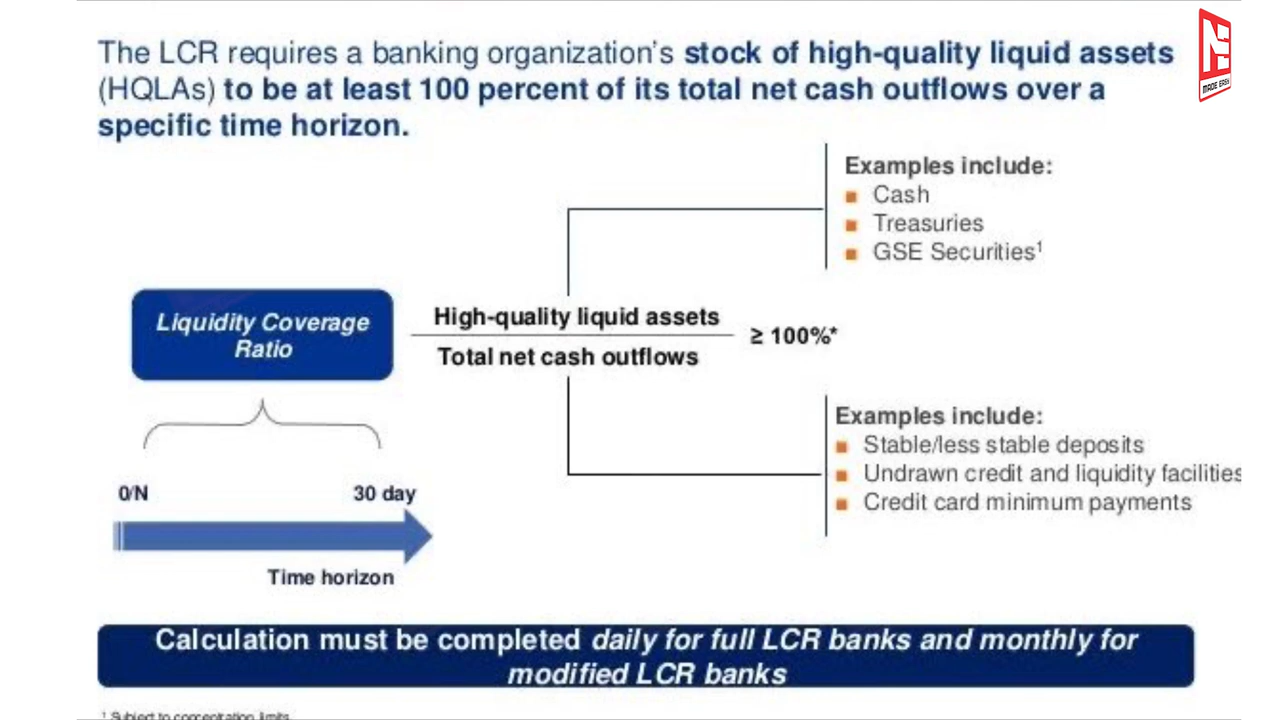 The LCR requires a banking organization's stock of high-quality liquid assets
(HQLAs) to be at least 100 percent of its total net cash outflows over a
specific time horizon.
MADE EASY
Examples include:
Cash
Treasuries
GSE Securities¹
Liquidity Coverage
Ratio
High-quality liquid assets
Total net cash outflows
≥ 100%*
Examples include:
Stable/less stable deposits
Undrawn credit and liquidity facilities
Credit card minimum payments
0/N
30 day
Time horizon
Calculation must be completed daily for full LCR banks and monthly for
modified LCR banks
¹ Subject to concentration limits